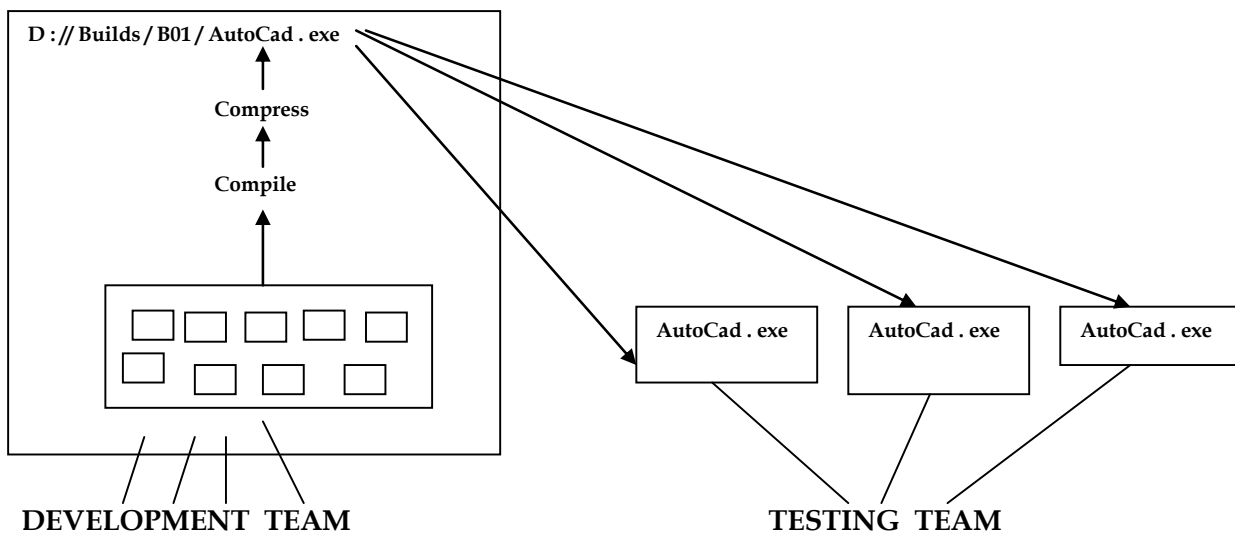 D : // Builds / B01 / AutoCad . exe
Compress
Compile
AutoCad . exe
AutoCad . exe
AutoCad . exe
DEVELOPMENT TEAM
TESTING TEAM